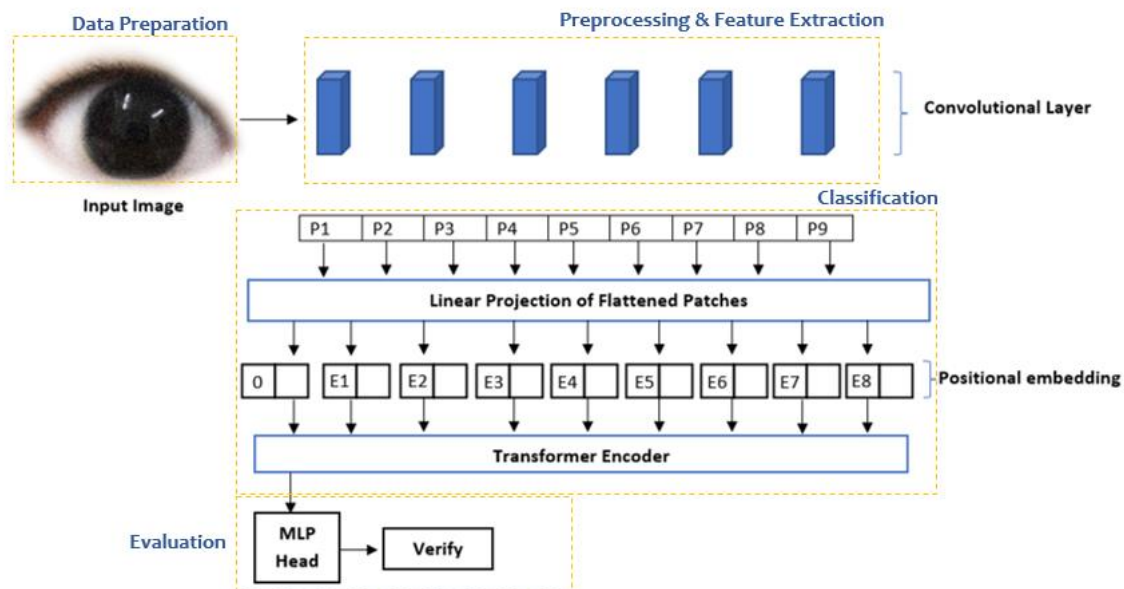 Data Preparation
Preprocessing & Feature Extraction
Convolutional Layer
Input Image
Classification
P1 P2 P3 P4 P5 P6 P7 P8 P9
Linear Projection of Flattened Patches
0 E1 E2 E3 E4 E5 E6 E7 E8
Positional embedding
Transformer Encoder
Evaluation
MLP
Head
Verify